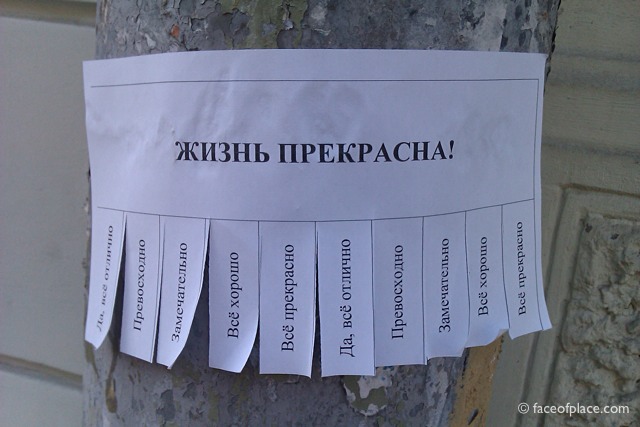 ЖИЗНЬ ПРЕКРАСНА!
Да, всё отлично
Превосходно
Замечательно
Всё хорошо
Всё прекрасно
Да, всё отлично
Превосходно
Замечательно
Всё хорошо
Всё прекрасно
© faceofplace.com